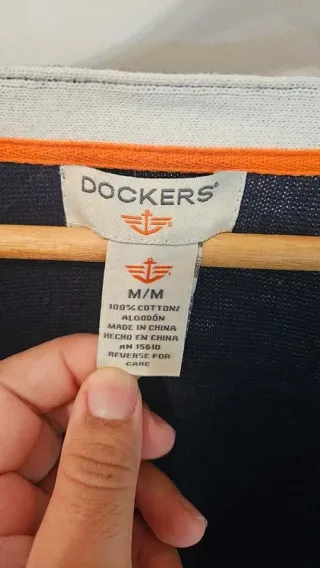 DOCKERS®
M/M
100% COTTON/
ALGODÓN
MADE IN CHINA
HECHO EN CHINA
RN 15610
REVERSE FOR
CARE